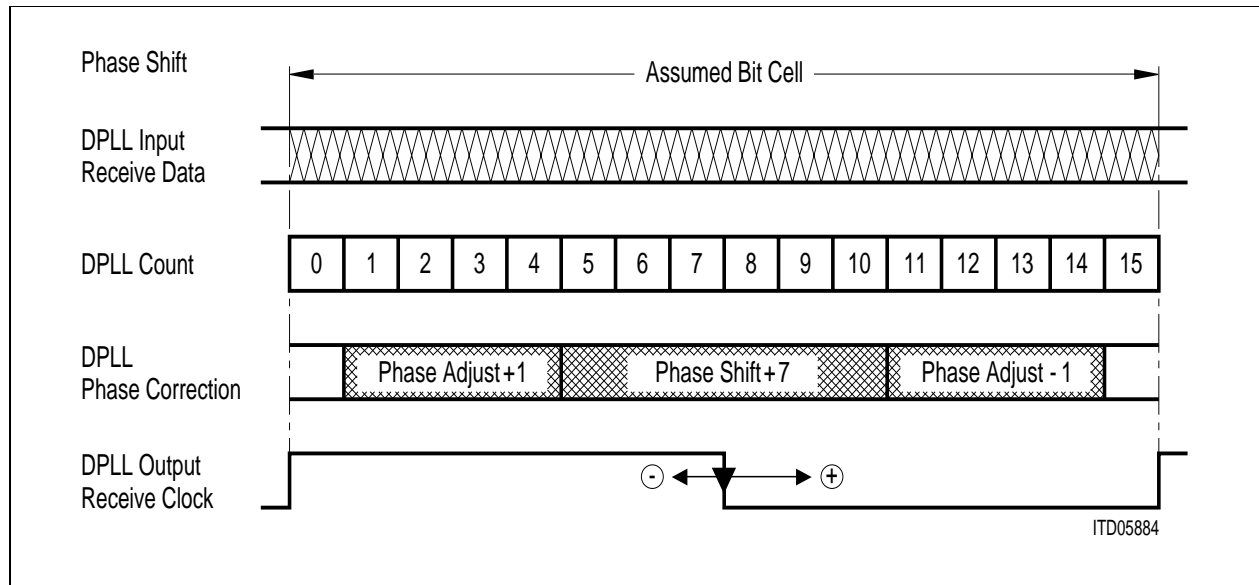 Phase Shift
Assumed Bit Cell
DPLL Input
Receive Data
DPLL Count
0 1 2 3 4 5 6 7 8 9 10 11 12 13 14 15
DPLL
Phase Correction
Phase Adjust+1 Phase Shift+7 Phase Adjust - 1
DPLL Output
Receive Clock
- +
ITD05884